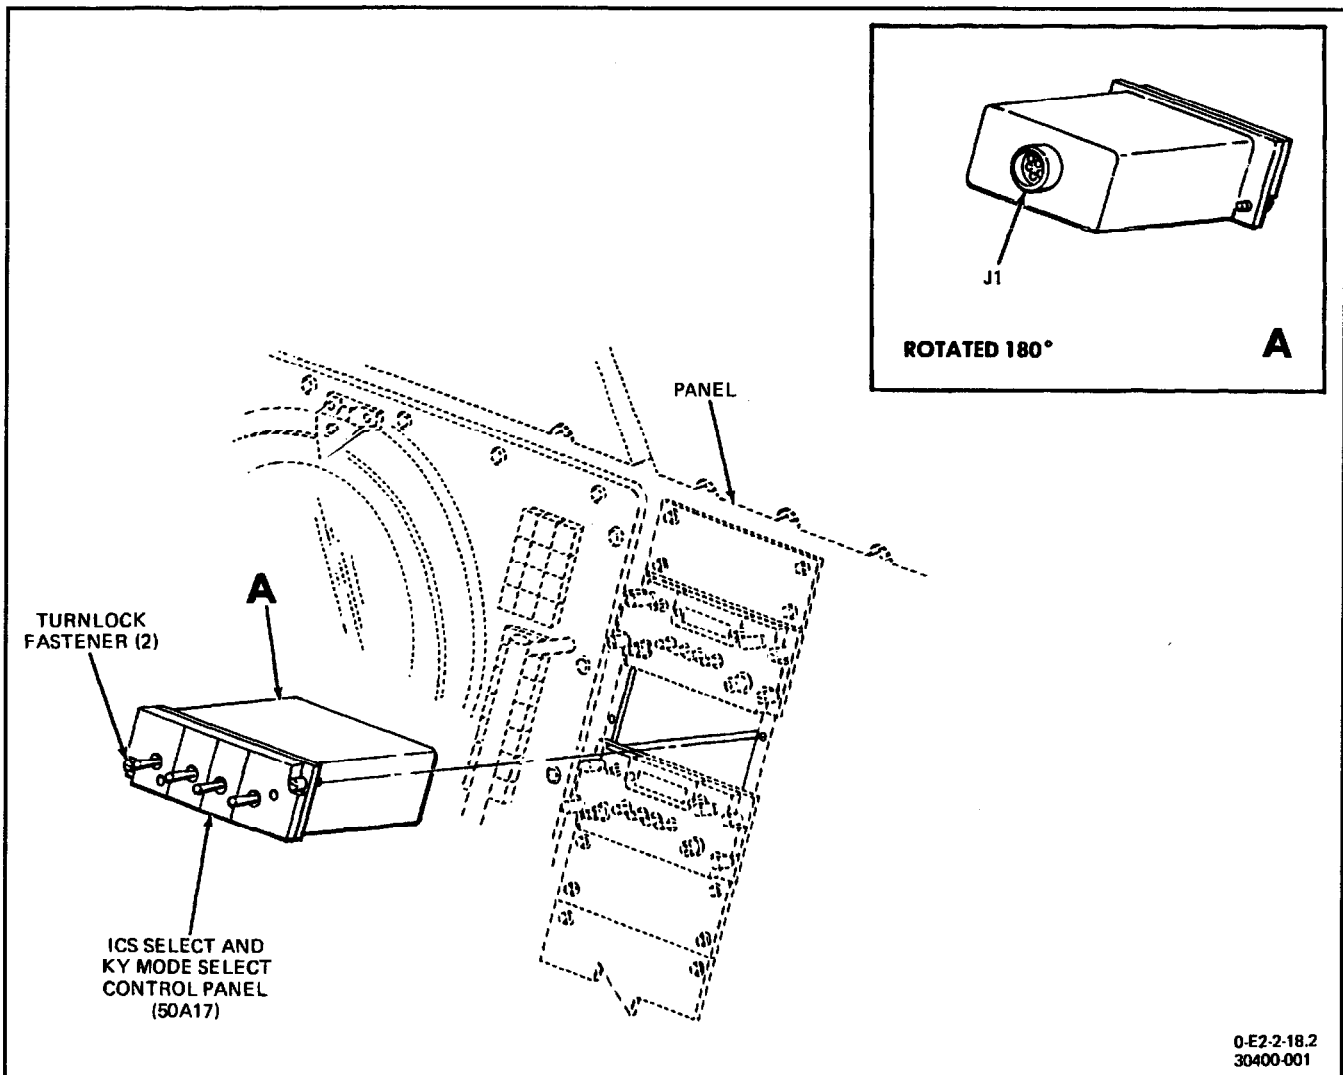 J1
ROTATED 180°
A
PANEL
A
TURNLOCK
FASTENER (2)
ICS SELECT AND
KY MODE SELECT
CONTROL PANEL
(50A17)
0-E2-2-18.2
30400-001